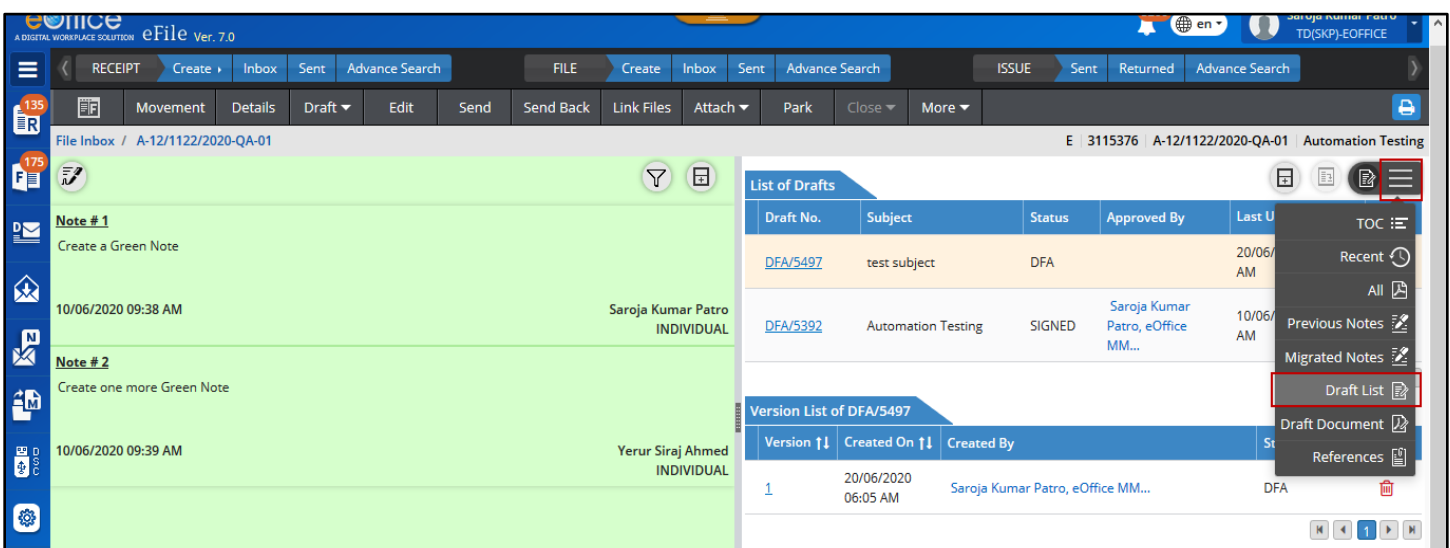 eOffice
A DIGITAL WORKPLACE SOLUTION eFile Ver. 7.0
en
Saroja Kumar Patro
TD(SKP)-EOFFICE
RECEIPT Create Inbox Sent Advance Search FILE Create Inbox Sent Advance Search ISSUE Sent Returned Advance Search
135
R
Movement Details Draft Edit Send Send Back Link Files Attach Park Close More
File Inbox / A-12/1122/2020-QA-01
E 3115376 A-12/1122/2020-QA-01 Automation Testing
175
F
D
N
M
DSC
Note # 1
Create a Green Note
10/06/2020 09:38 AM
Saroja Kumar Patro
INDIVIDUAL
Note # 2
Create one more Green Note
10/06/2020 09:39 AM
Yerur Siraj Ahmed
INDIVIDUAL
List of Drafts
Draft No. Subject Status Approved By Last U
DFA/5497 test subject DFA 20/06/
AM
DFA/5392 Automation Testing SIGNED Saroja Kumar
Patro, eOffice
MM...
10/06/
AM
TOC
Recent
All
Previous Notes
Migrated Notes
Draft List
Draft Document
References
Version List of DFA/5497
Version Created On Created By St
1 20/06/2020
06:05 AM
Saroja Kumar Patro, eOffice MM... DFA
1